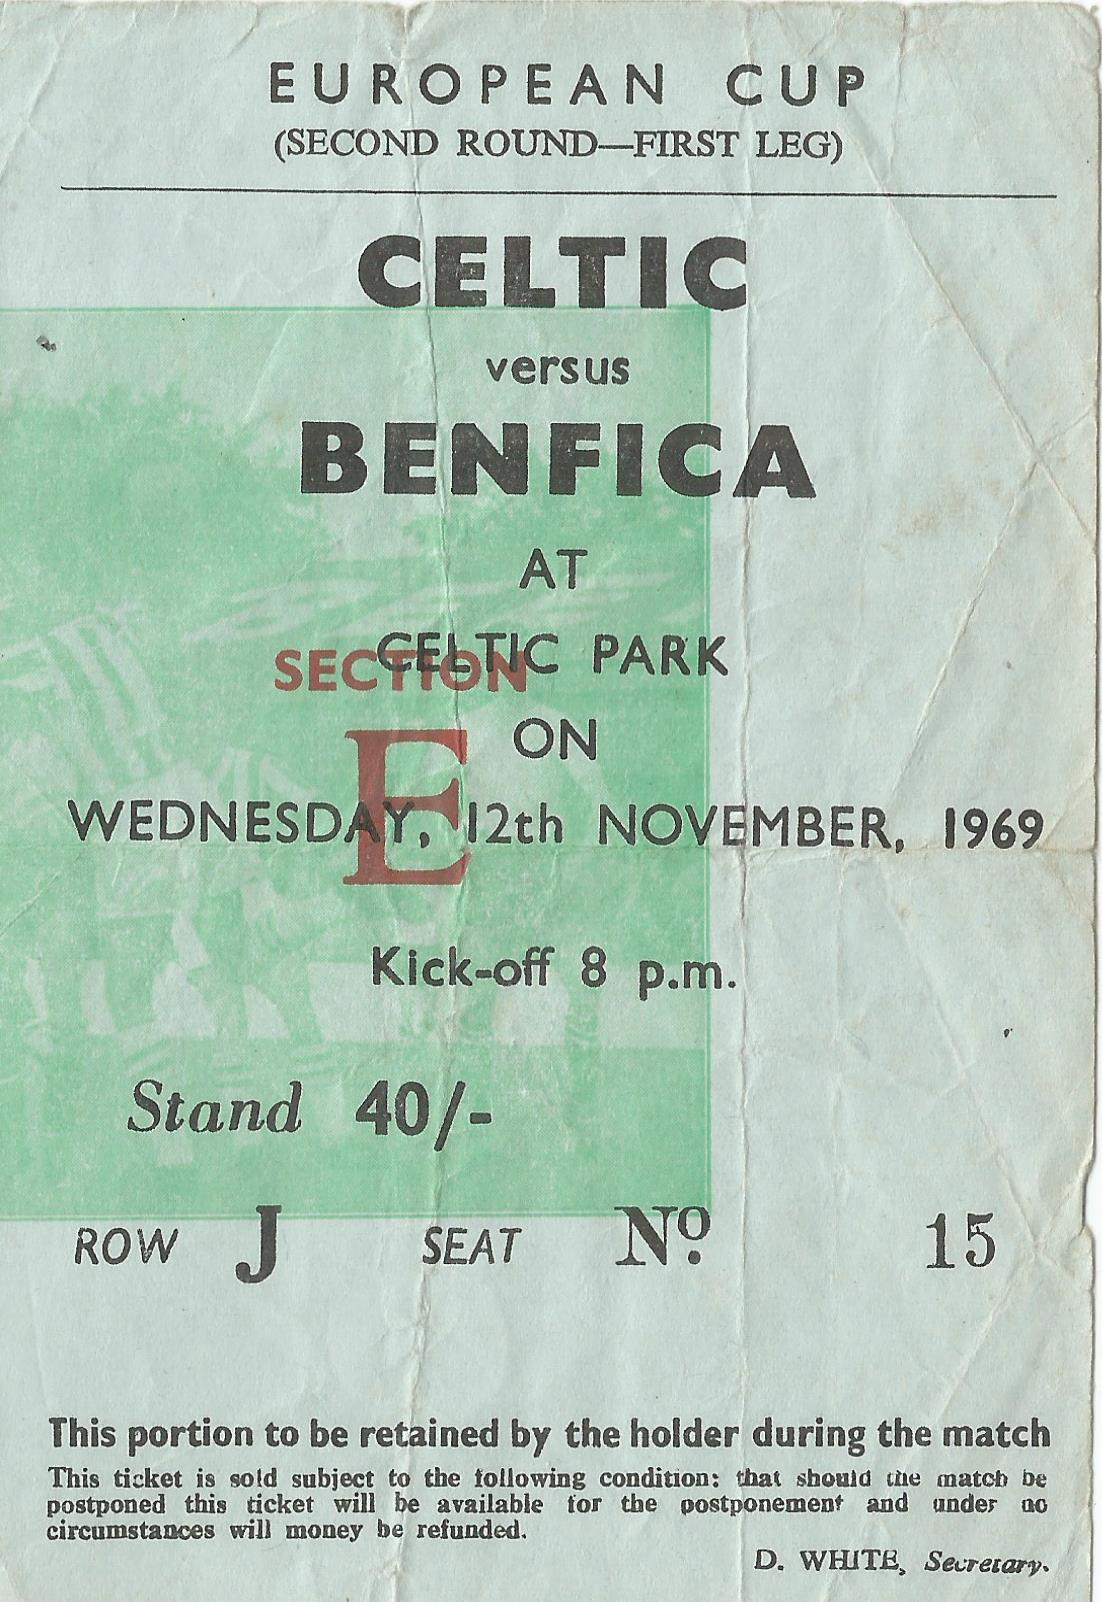 EUROPEAN CUP
(SECOND ROUND—FIRST LEG)
CELTIC
versus
BENFICA
AT
CELTIC PARK
SECTION
E
ON
WEDNESDAY, 12th NOVEMBER, 1969
Kick-off 8 p.m.
Stand 40/-
ROW J SEAT Nº. 15
This portion to be retained by the holder during the match
This ticket is sold subject to the following condition: that should the match be
postponed this ticket will be available for the postponement and under no
circumstances will money be refunded.
D. WHITE, Secretary.